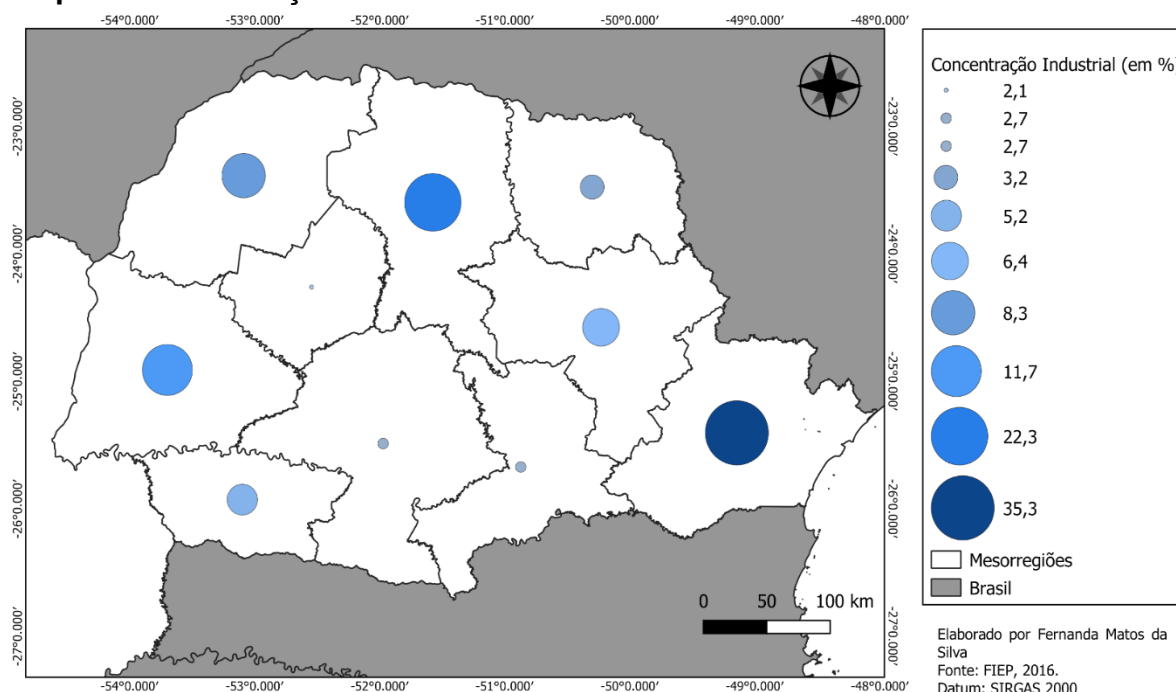 -54°0.000′ -53°0.000′ -52°0.000′ -51°0.000′ -50°0.000′ -49°0.000′ -48°0.000′
-23°0.000′
-24°0.000′
-25°0.000′
-26°0.000′
-27°0.000′
-23°0.000′
-24°0.000′
-25°0.000′
-26°0.000′
-27°0.000′
0 50 100 km
-54°0.000′ -53°0.000′ -52°0.000′ -51°0.000′ -50°0.000′ -49°0.000′ -48°0.000′
Concentração Industrial (em %)
2,1
2,7
2,7
3,2
5,2
6,4
8,3
11,7
22,3
35,3
Mesorregiões
Brasil
Elaborado por Fernanda Matos da
Silva
Fonte: FIEP, 2016.
Datum: SIRGAS 2000